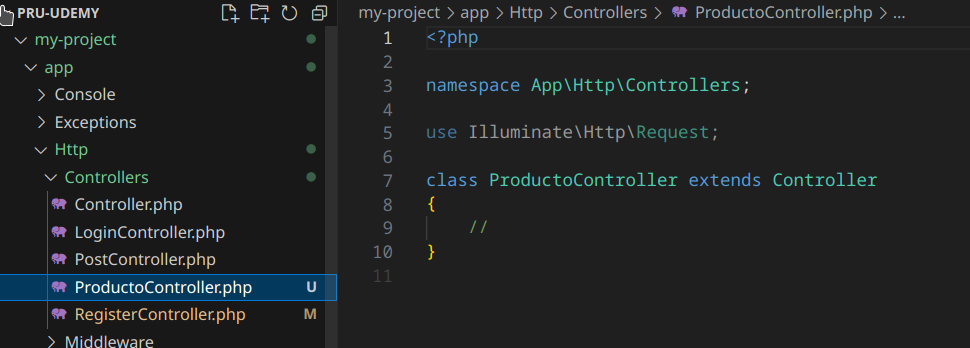 PRU-UDEMY
my-project
app
Console
Exceptions
Http
Controllers
Controller.php
LoginController.php
PostController.php
ProductoController.php U
RegisterController.php M
Middleware
my-project > app > Http > Controllers > ProductoController.php > ...
1 <?php
2
3 namespace App\Http\Controllers;
4
5 use Illuminate\Http\Request;
6
7 class ProductoController extends Controller
8 {
9 //
10 }
11